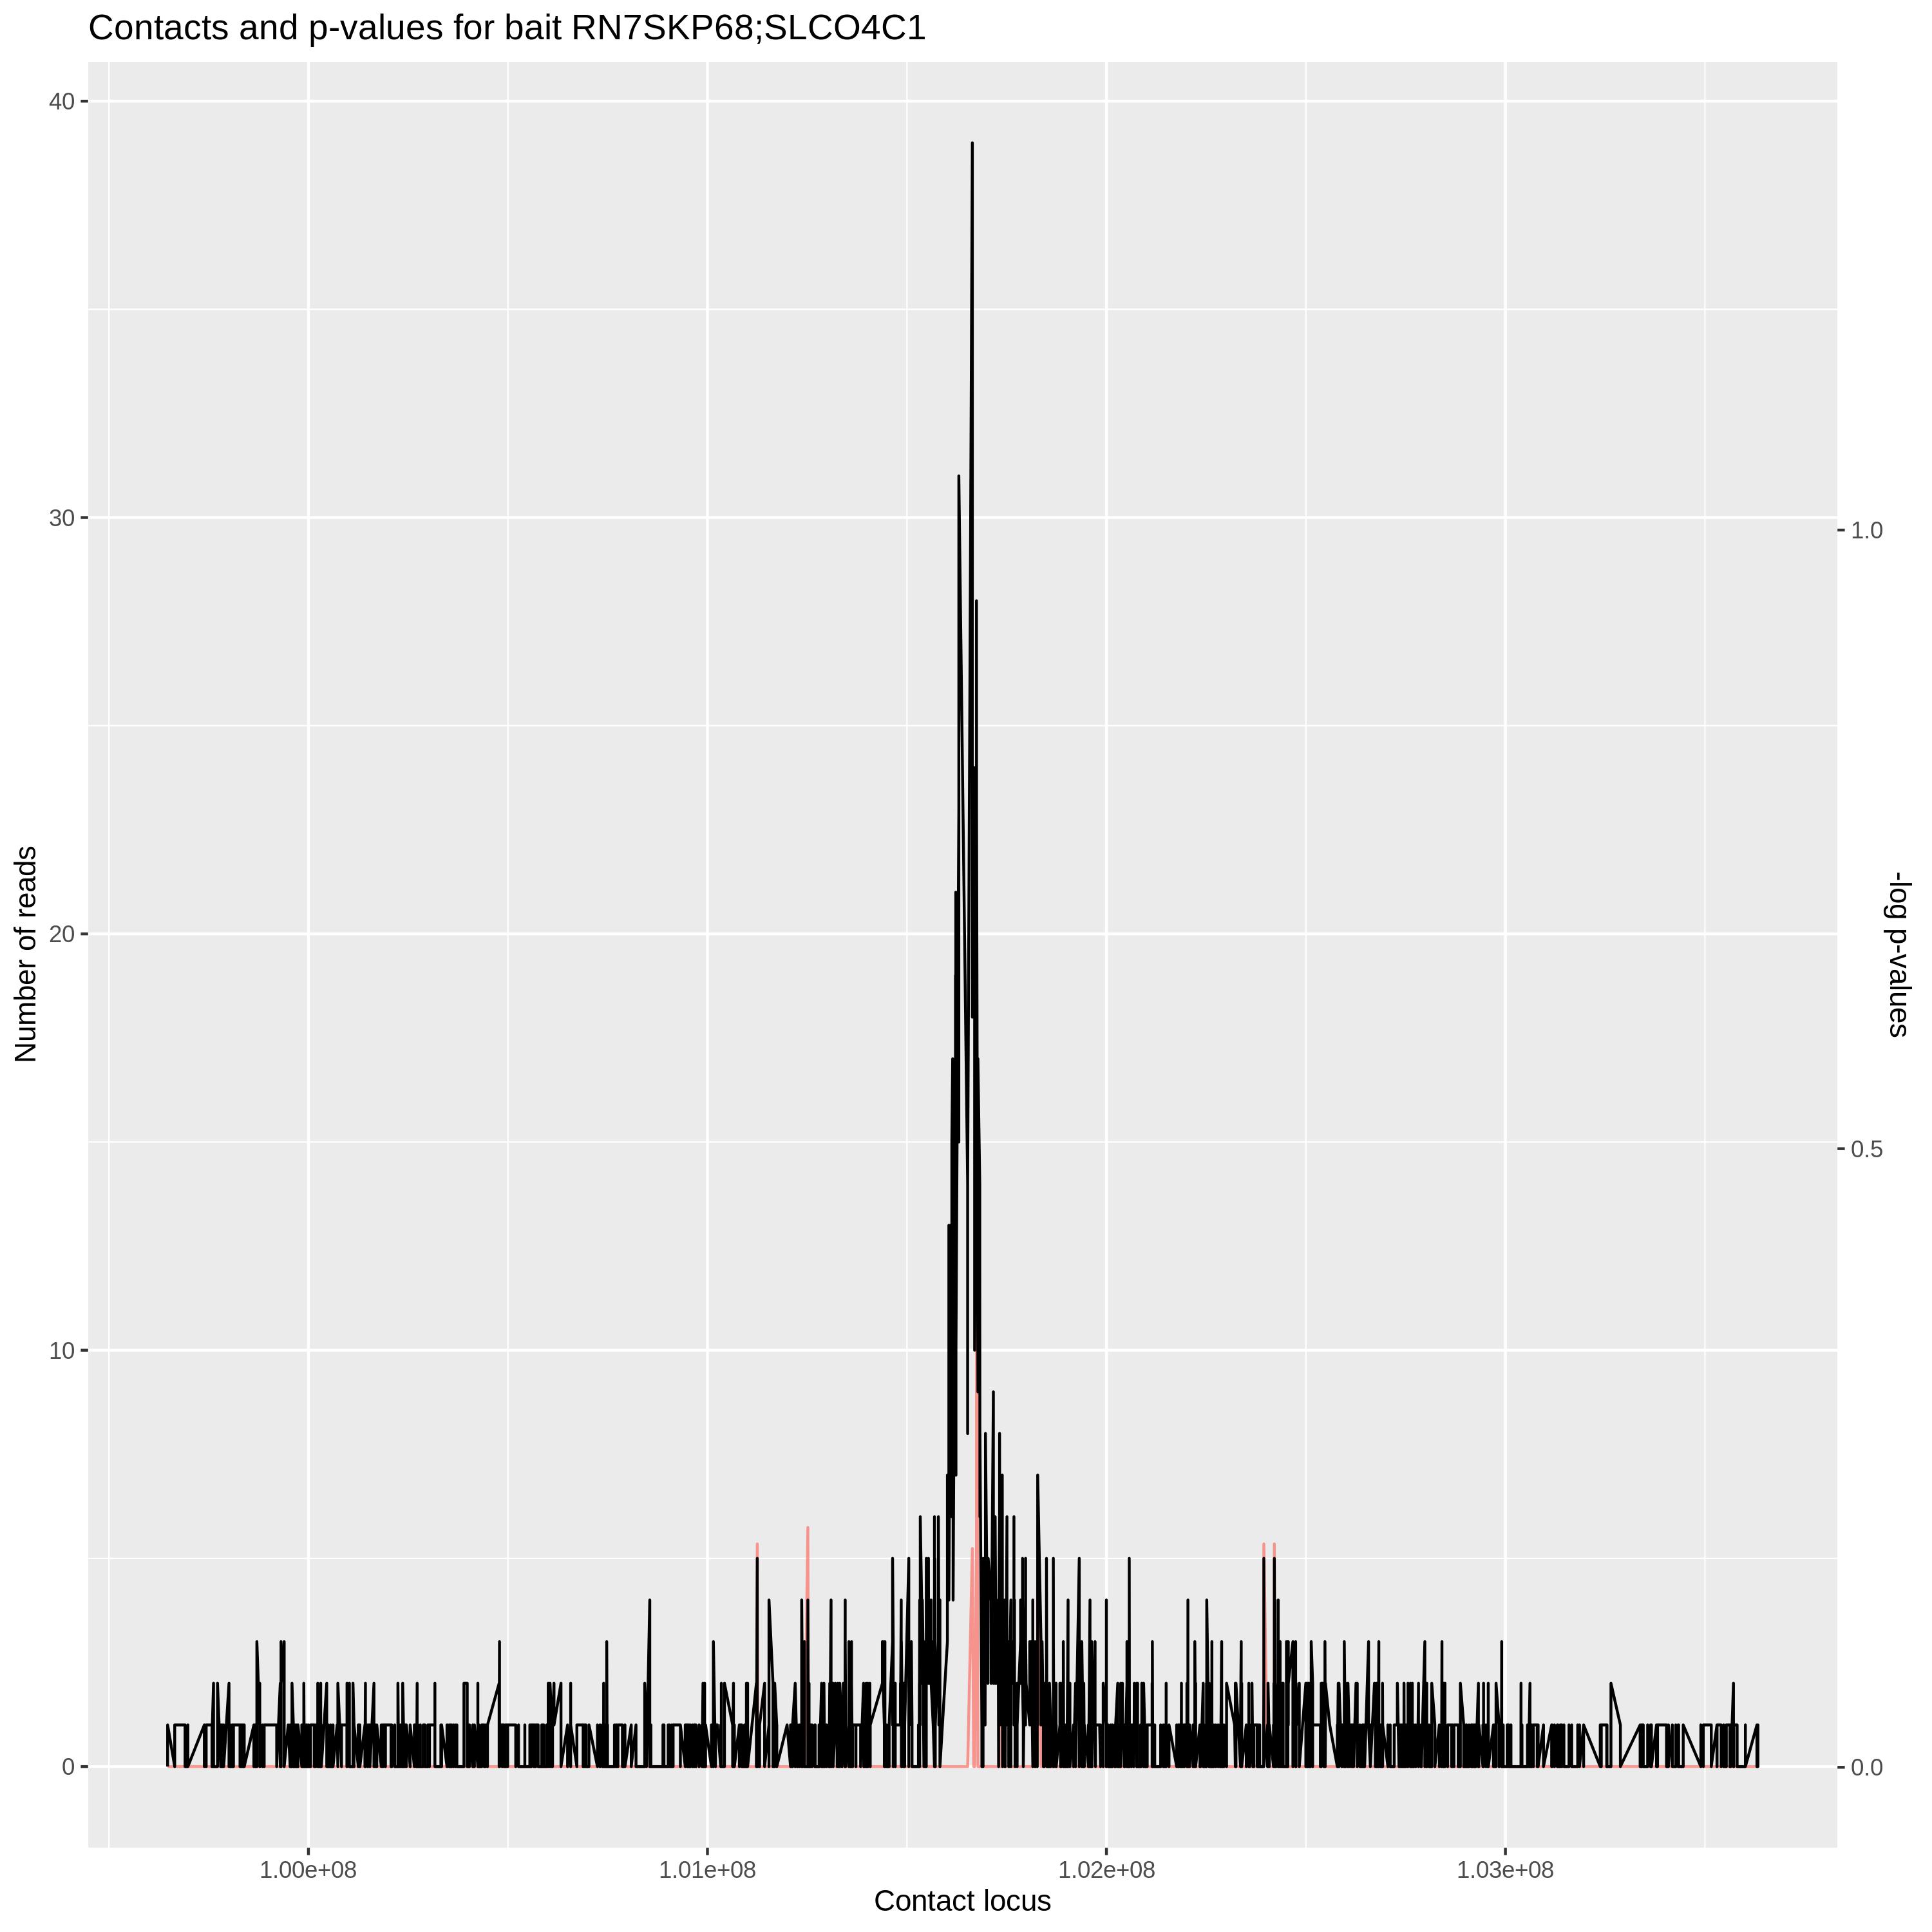 Contacts and p-values for bait RN7SKP68;SLCO4C1
40
30
20
10
0
Number of reads
1.0
0.5
0.0
-log p-values
1.00e+08
1.01e+08
1.02e+08
1.03e+08
Contact locus